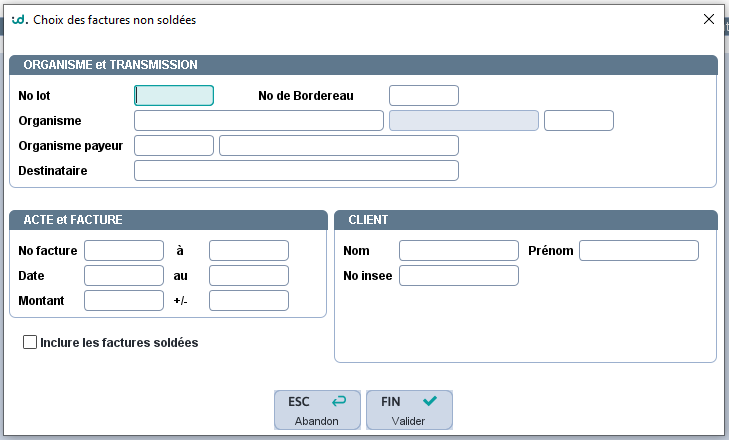 id. Choix des factures non soldées
ORGANISME et TRANSMISSION
No lot No de Bordereau
Organisme
Organisme payeur
Destinataire
ACTE et FACTURE
No facture à
Date au
Montant +/-
CLIENT
Nom Prénom
No insee
Inclure les factures soldées
ESC FIN
Abandon Valider